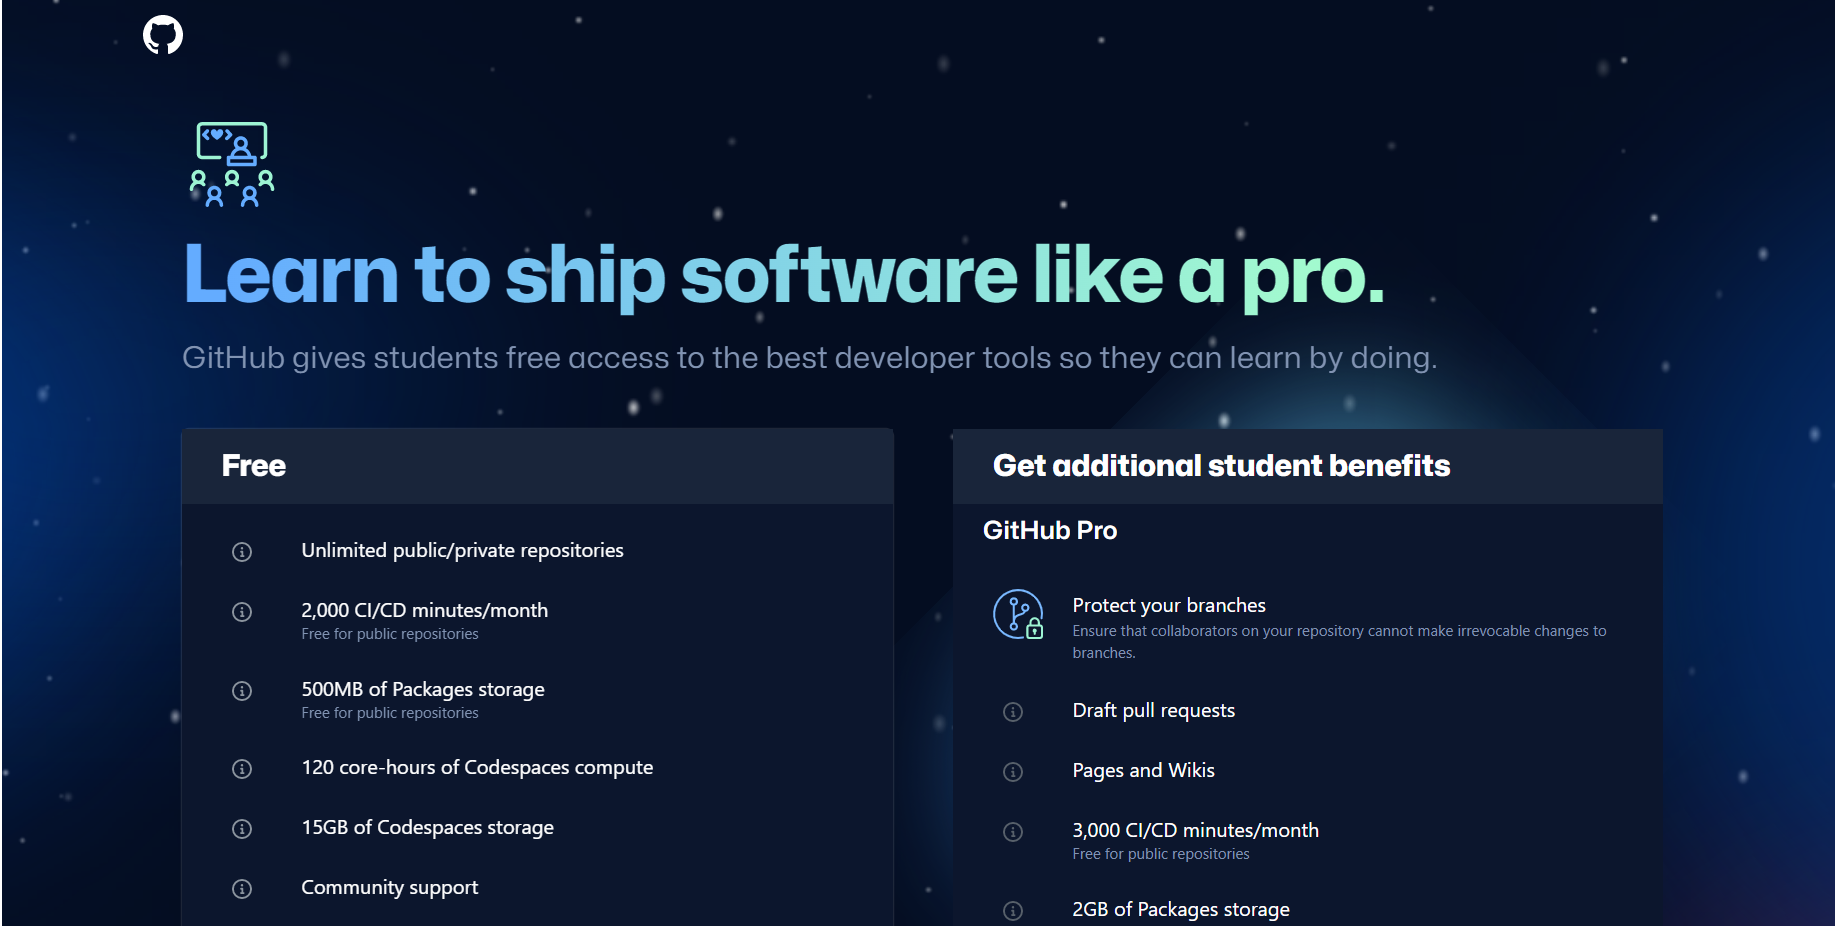 Learn to ship software like a pro.
GitHub gives students free access to the best developer tools so they can learn by doing.
Free
Unlimited public/private repositories
2,000 CI/CD minutes/month
Free for public repositories
500MB of Packages storage
Free for public repositories
120 core-hours of Codespaces compute
15GB of Codespaces storage
Community support
Get additional student benefits
GitHub Pro
Protect your branches
Ensure that collaborators on your repository cannot make irrevocable changes to
branches.
Draft pull requests
Pages and Wikis
3,000 CI/CD minutes/month
Free for public repositories
2GB of Packages storage